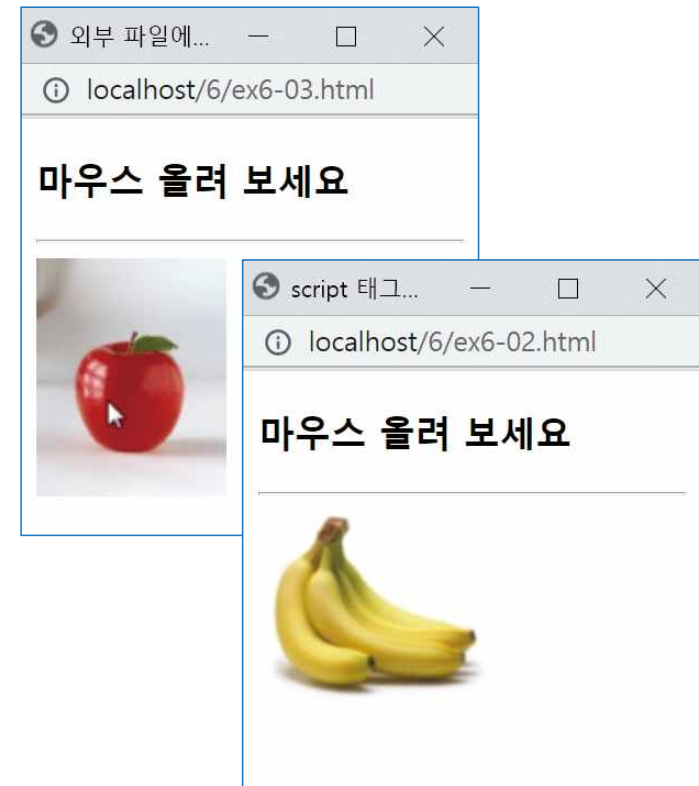 외부 파일에...
localhost/6/ex6-03.html
마우스 올려 보세요
script 태그...
localhost/6/ex6-02.html
마우스 올려 보세요